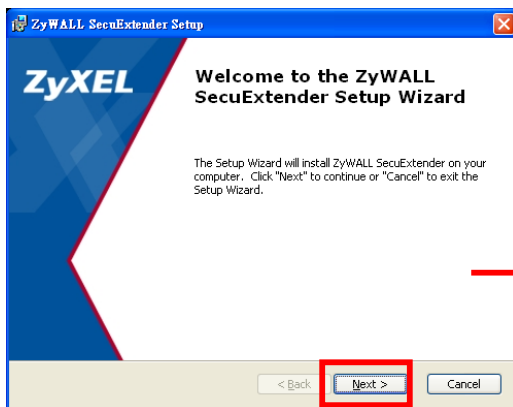 ZyWALL SecuExtender Setup
ZyXEL
Welcome to the ZyWALL
SecuExtender Setup Wizard
The Setup Wizard will install ZyWALL SecuExtender on your
computer. Click "Next" to continue or "Cancel" to exit the
Setup Wizard.
< Back Next > Cancel